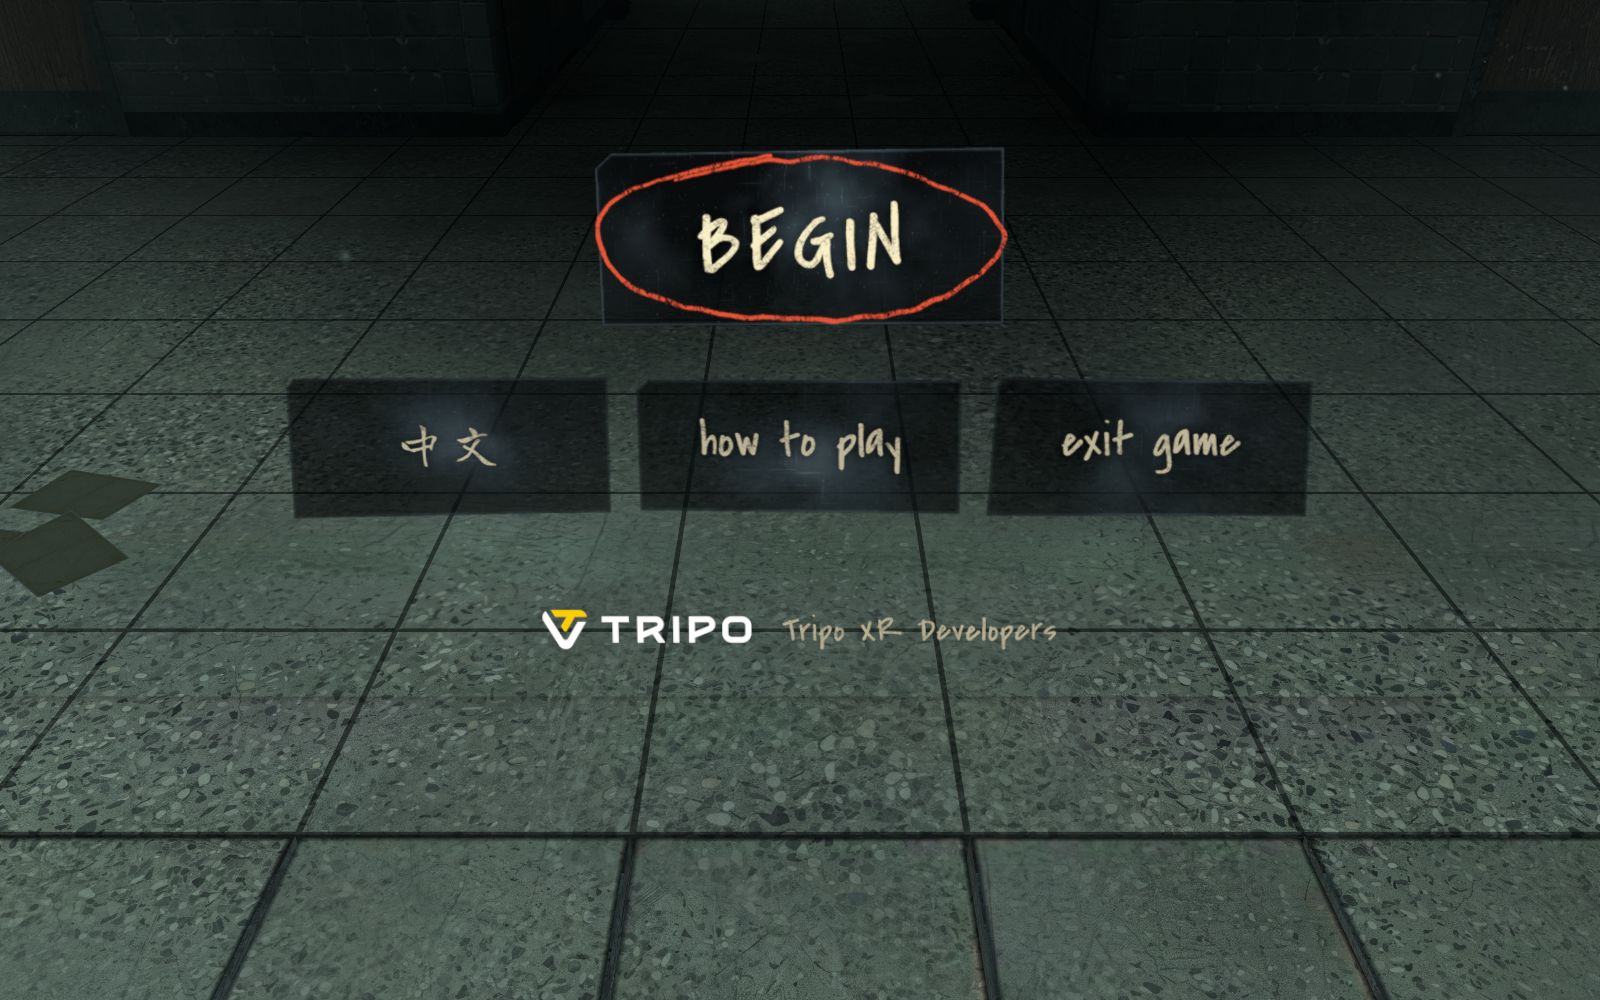 BEGIN
中文
how to play
exit game
TRIPO Tripo XR Developers